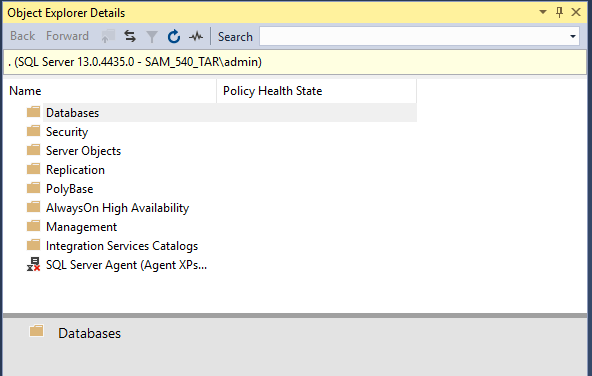 Object Explorer Details
Back Forward Search
. (SQL Server 13.0.4435.0 - SAM_540_TAR\admin)
Name Policy Health State
Databases
Security
Server Objects
Replication
PolyBase
AlwaysOn High Availability
Management
Integration Services Catalogs
SQL Server Agent (Agent XPs...
Databases